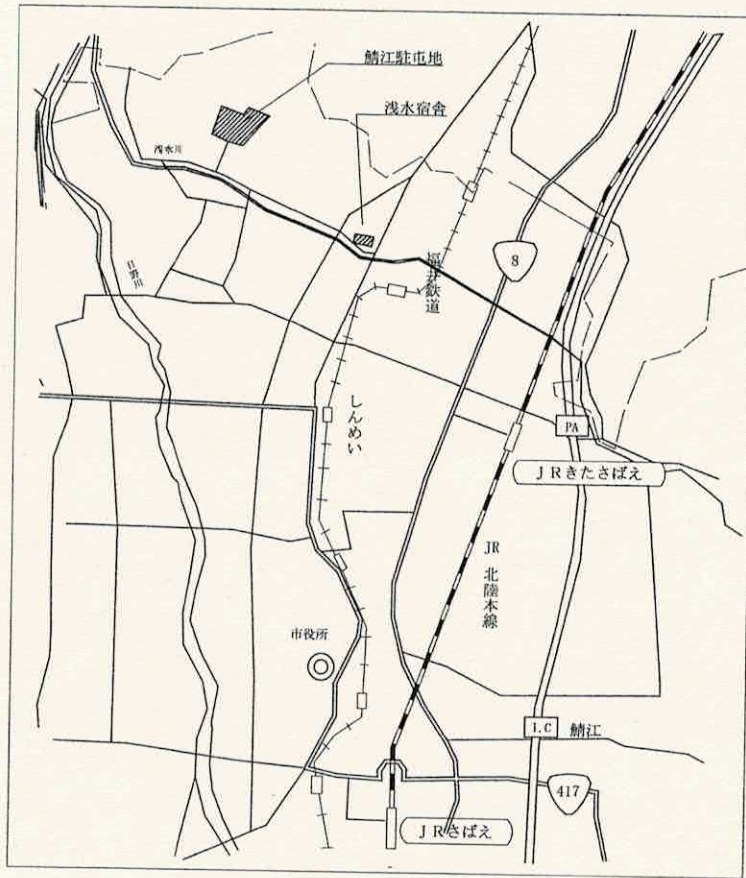 鯖江駐屯地
浅水宿舎
浅水川
日野川
福井鉄道
8
しんめい
PA
JRきたさばえ
JR 北陸本線
市役所
I.C
鯖江
417
JRさばえ